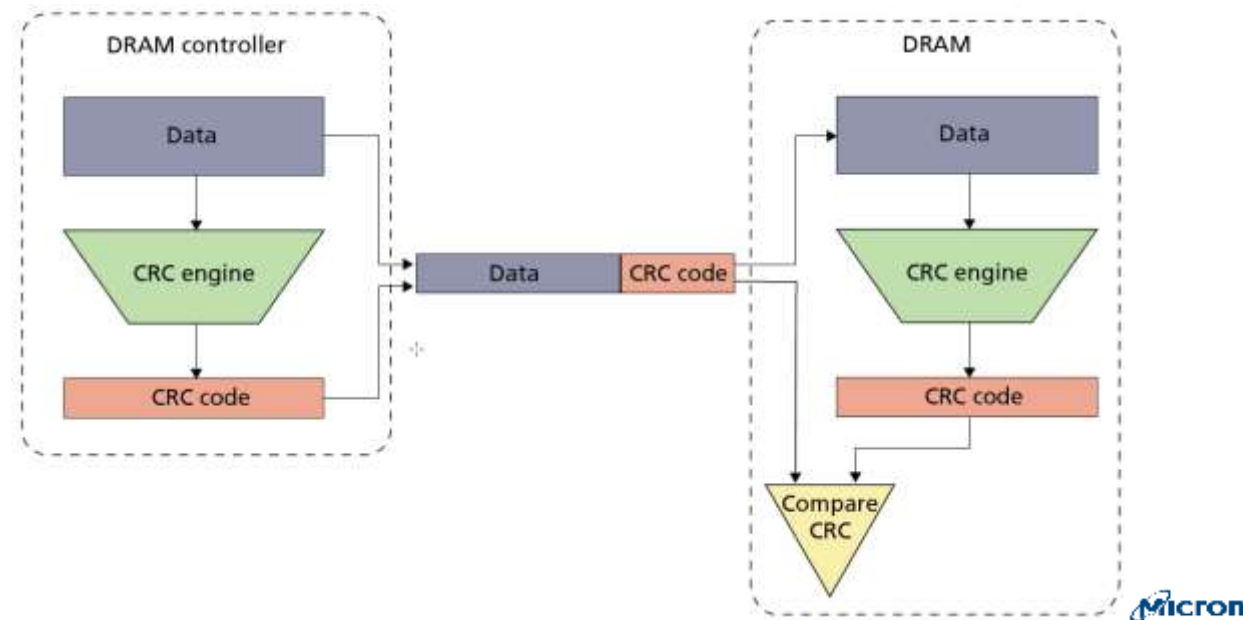 DRAM controller
Data
CRC engine
CRC code
Data
CRC code
DRAM
Data
CRC engine
CRC code
Compare
CRC
Micron